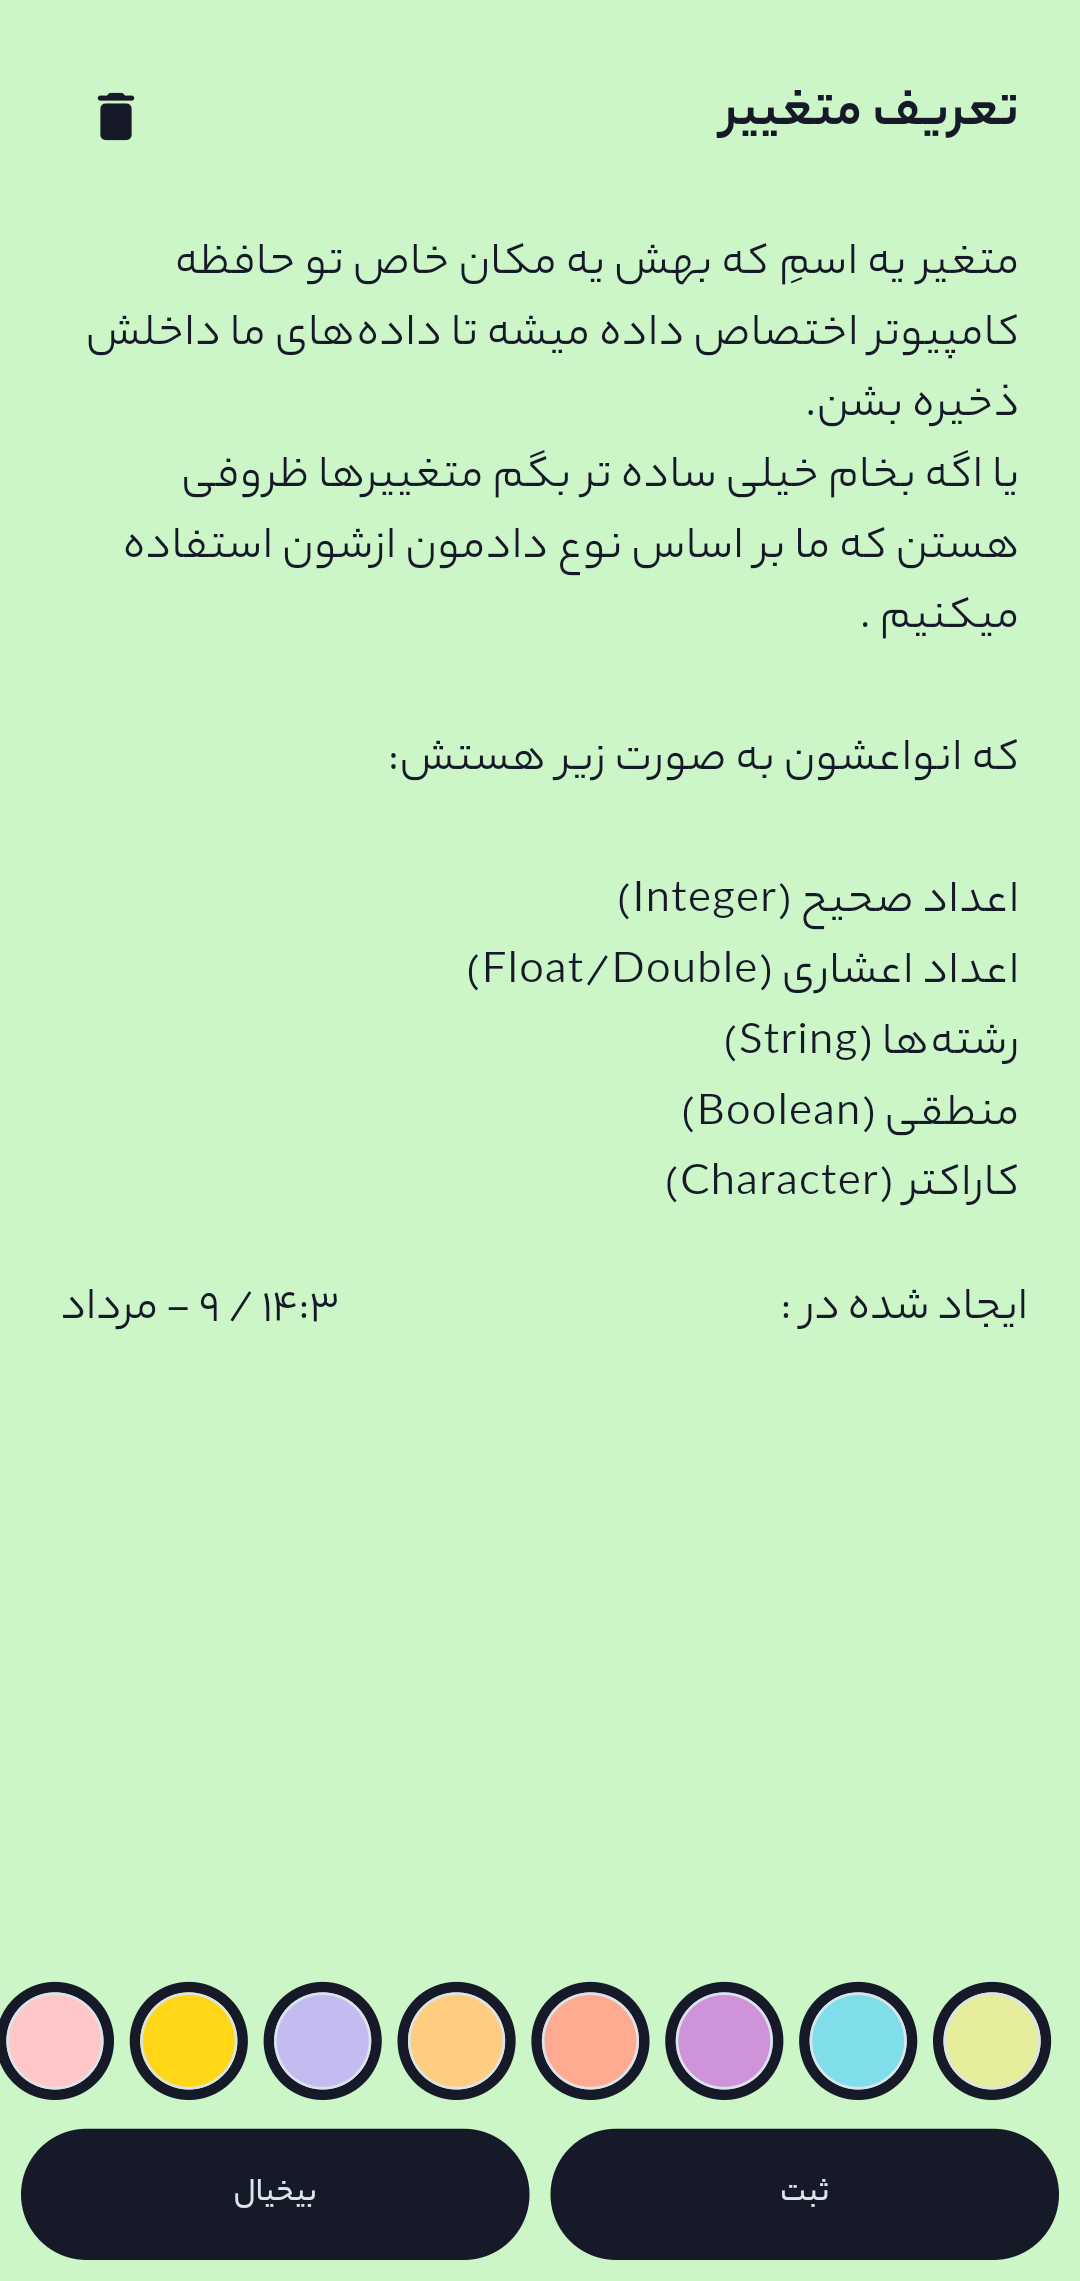 تعریف متغییر
متغیر یه اسمِ که بهش یه مکان خاص تو حافظه
کامپیوتر اختصاص داده میشه تا داده‌های ما داخلش
ذخیره بشن.
یا اگه بخام خیلی ساده تر بگم متغییرها ظروفی
هستن که ما بر اساس نوع دادمون ازشون استفاده
میکنیم .
که انواعشون به صورت زیر هستش:
اعداد صحیح (Integer)
اعداد اعشاری (Float/Double)
رشته‌ها (String)
منطقی (Boolean)
کاراکتر (Character)
ایجاد شده در :
۱۴:۳ / ۹ - مرداد
ثبت
بیخیال